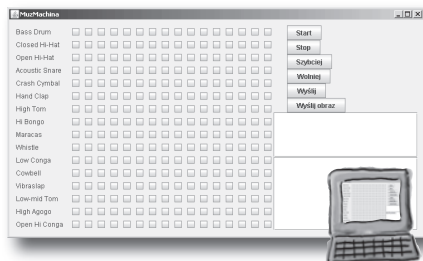 MuzMachina
Bass Drum
Closed Hi-Hat
Open Hi-Hat
Acoustic Snare
Crash Cymbal
Hand Clap
High Tom
Hi Bongo
Maracas
Whistle
Low Conga
Cowbell
Vibraslap
Low-mid Tom
High Agogo
Open Hi Conga
Start
Stop
Szybciej
Wolniej
Wyślij
Wyślij obraz